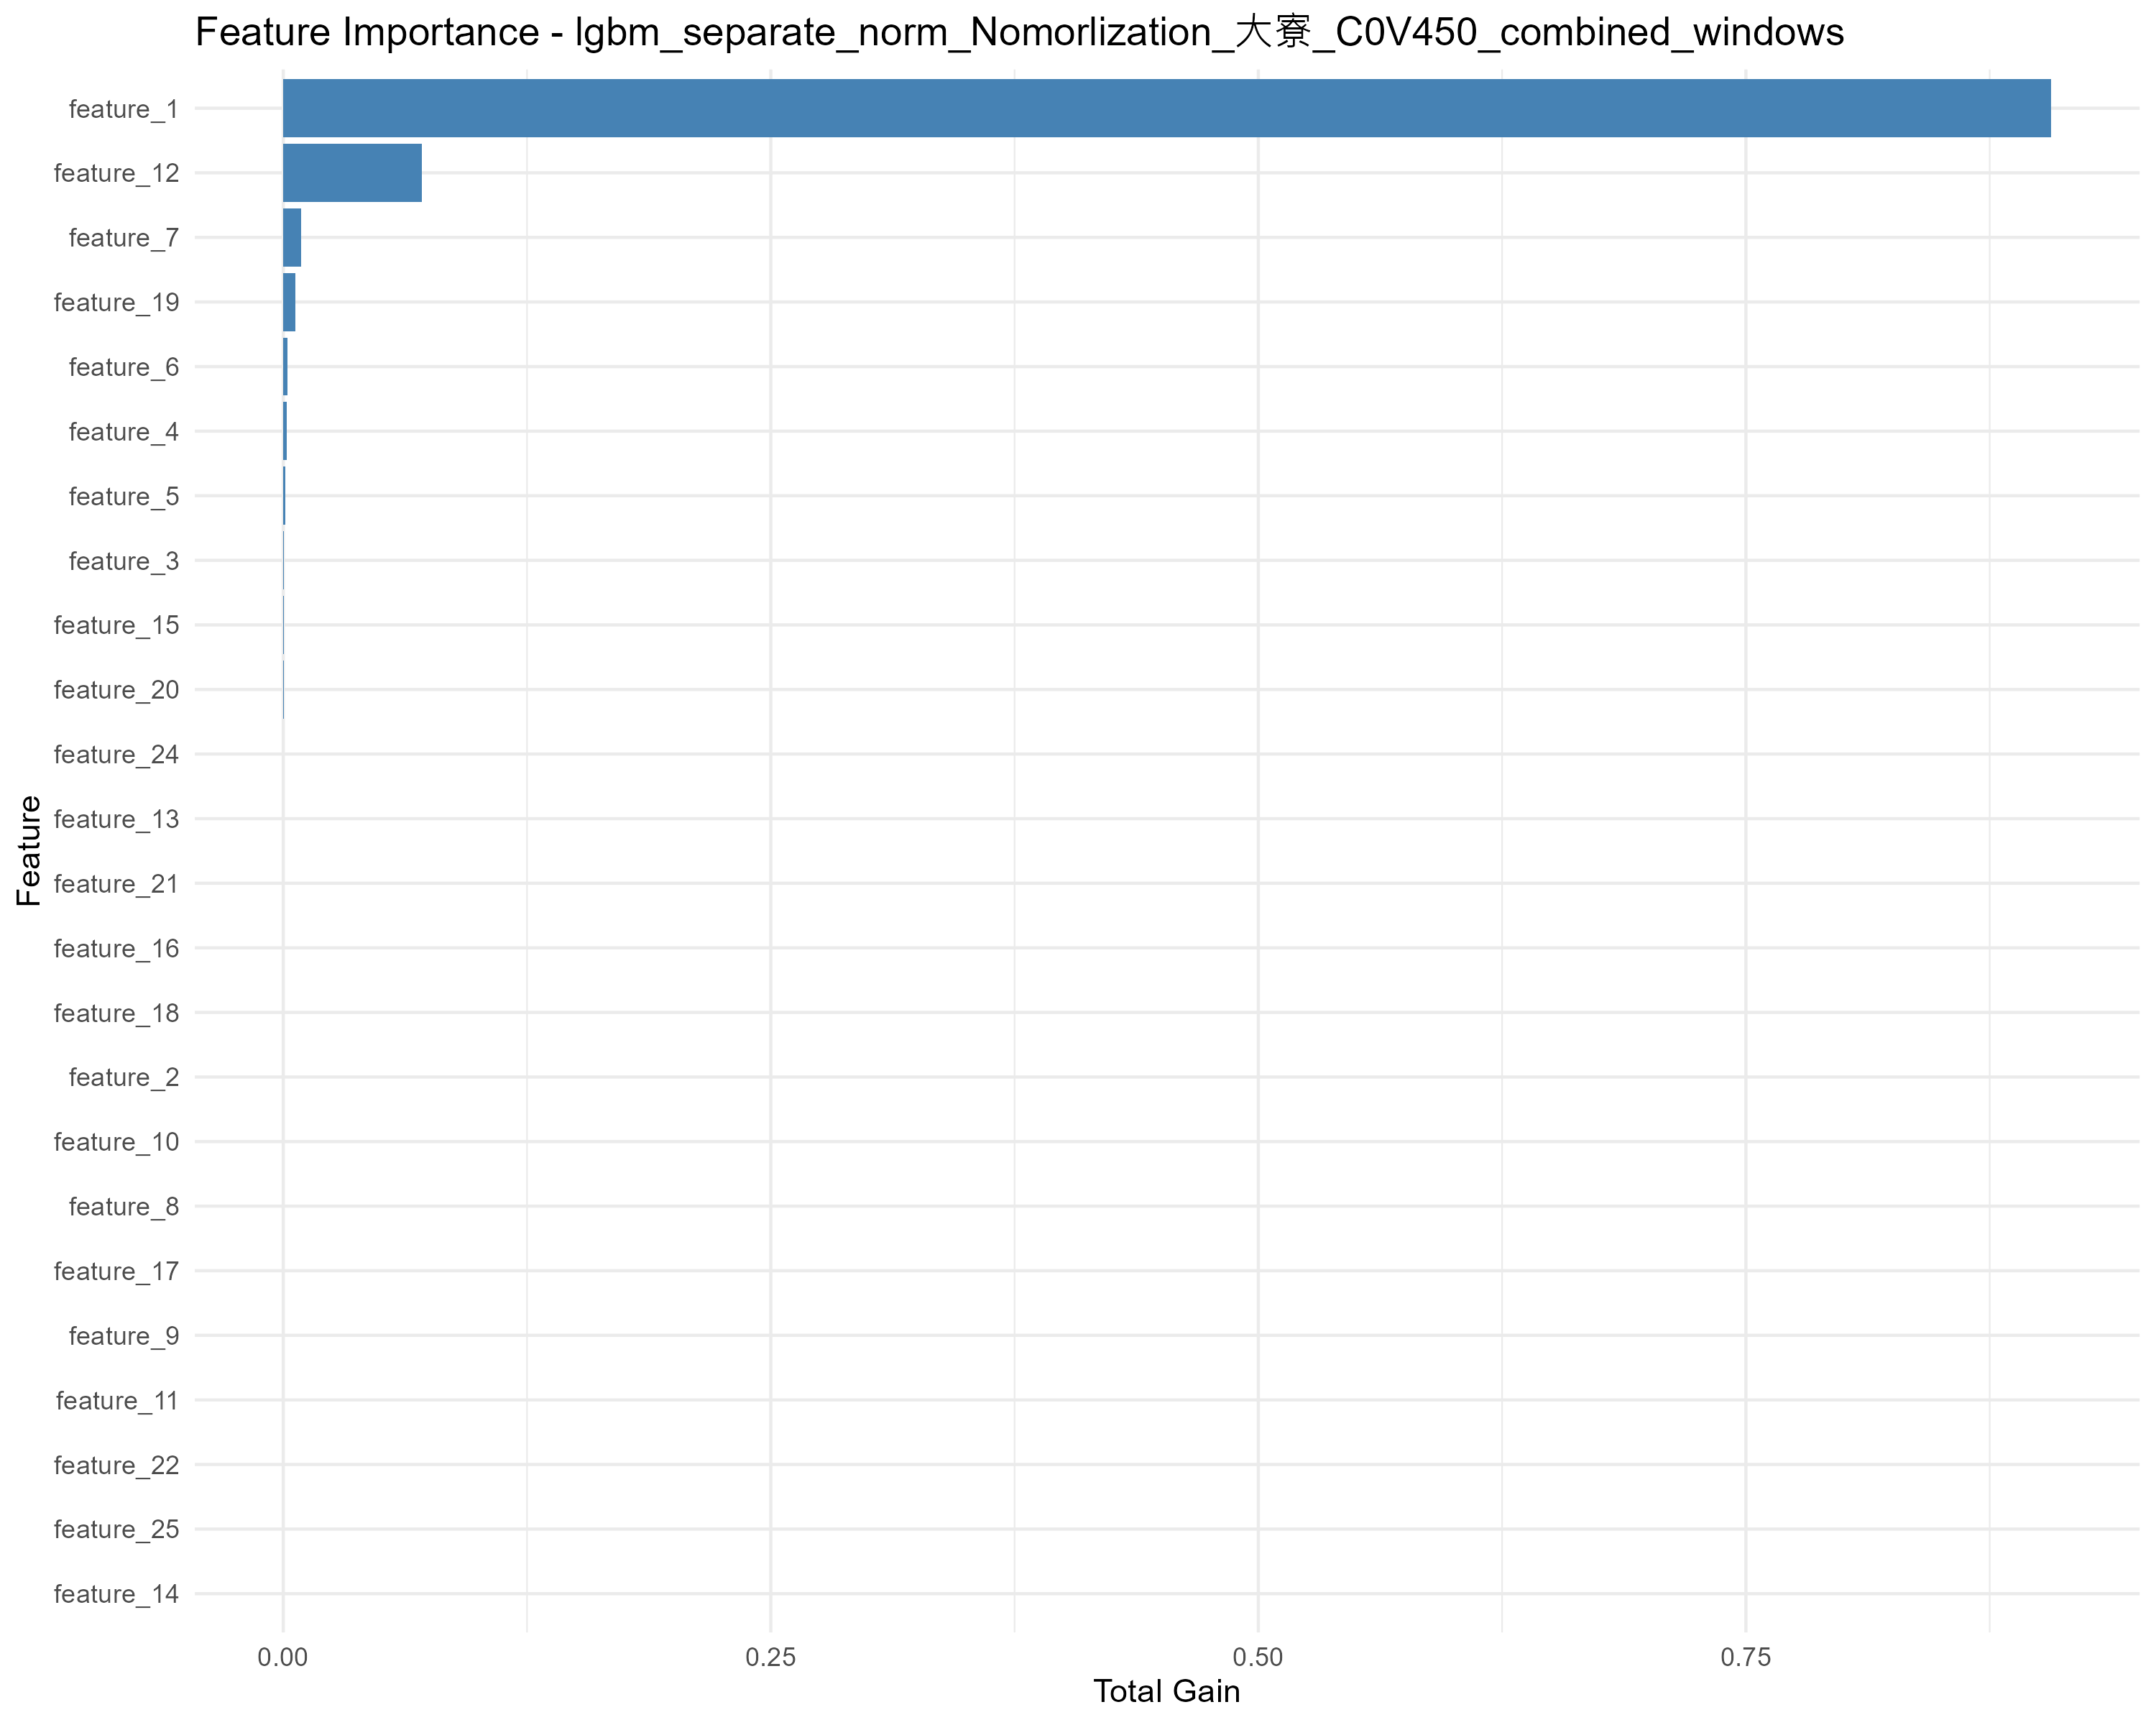 Feature Importance - lgbm_separate_norm_Nomorlization_大寮_C0V450_combined_windows
feature_1
feature_12
feature_7
feature_19
feature_6
feature_4
feature_5
feature_3
feature_15
feature_20
feature_24
feature_13
feature_21
feature_16
feature_18
feature_2
feature_10
feature_8
feature_17
feature_9
feature_11
feature_22
feature_25
feature_14
Feature
0.00 0.25 0.50 0.75
Total Gain